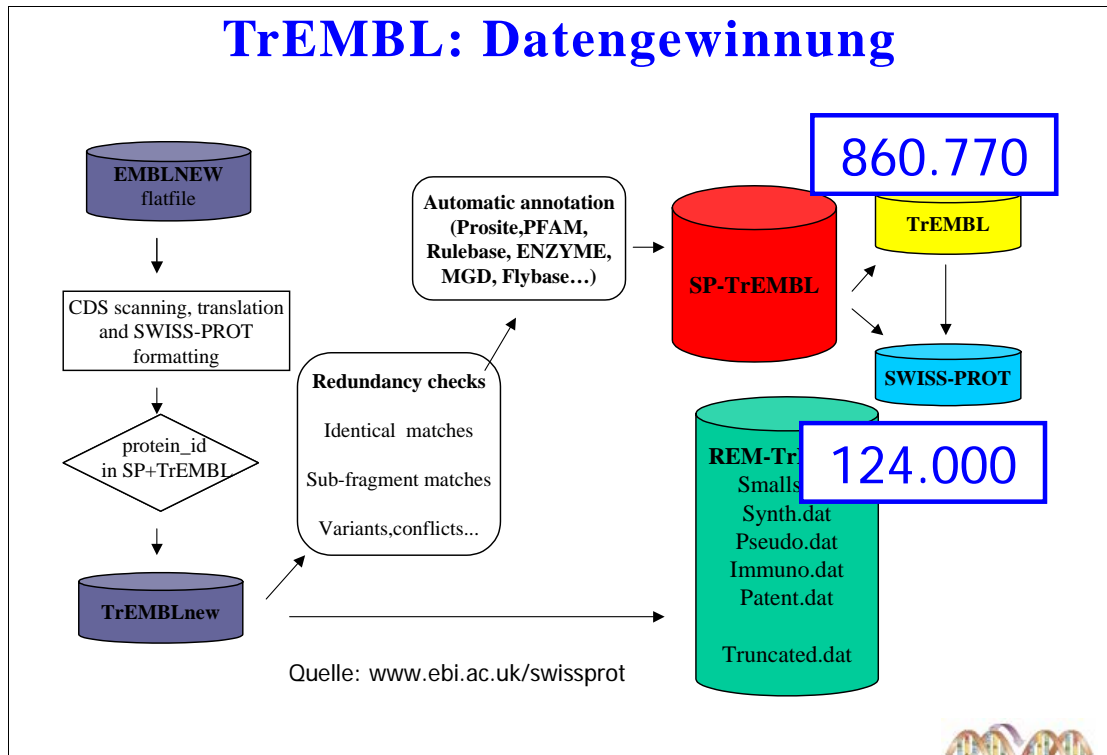 TrEMBL: Datengewinnung
EMBLNEW
flatfile
CDS scanning, translation
and SWISS-PROT
formatting
protein_id
in SP+TrEMBL
TrEMBLnew
Redundancy checks
Identical matches
Sub-fragment matches
Variants,conflicts...
Automatic annotation
(Prosite,PFAM,
Rulebase, ENZYME,
MGD, Flybase…)
SP-TrEMBL
860.770
TrEMBL
SWISS-PROT
124.000
REM-TrE
Smalls
Synth.dat
Pseudo.dat
Immuno.dat
Patent.dat
Truncated.dat
Quelle: www.ebi.ac.uk/swissprot